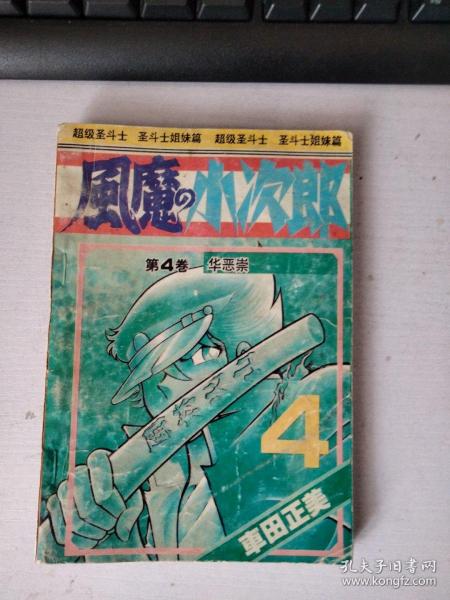 超级圣斗士 圣斗士姐妹篇 超级圣斗士 圣斗士姐妹篇
風魔の小次郎
第4卷 华恶崇
4
車田正美
孔夫子旧书网
www.kongfz.com